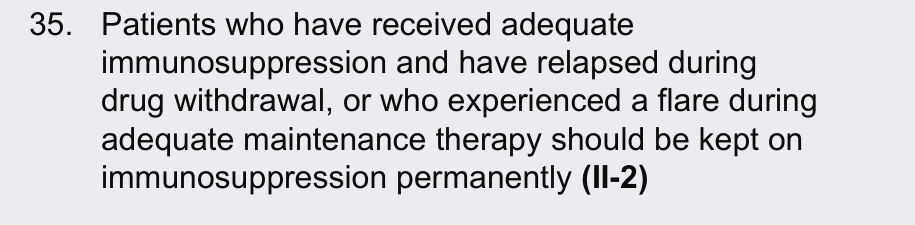 35. Patients who have received adequate
immunosuppression and have relapsed during
drug withdrawal, or who experienced a flare during
adequate maintenance therapy should be kept on
immunosuppression permanently (II-2)